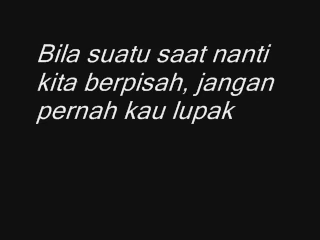 Bila suatu saat nanti
kita berpisah, jangan
pernah kau lupak